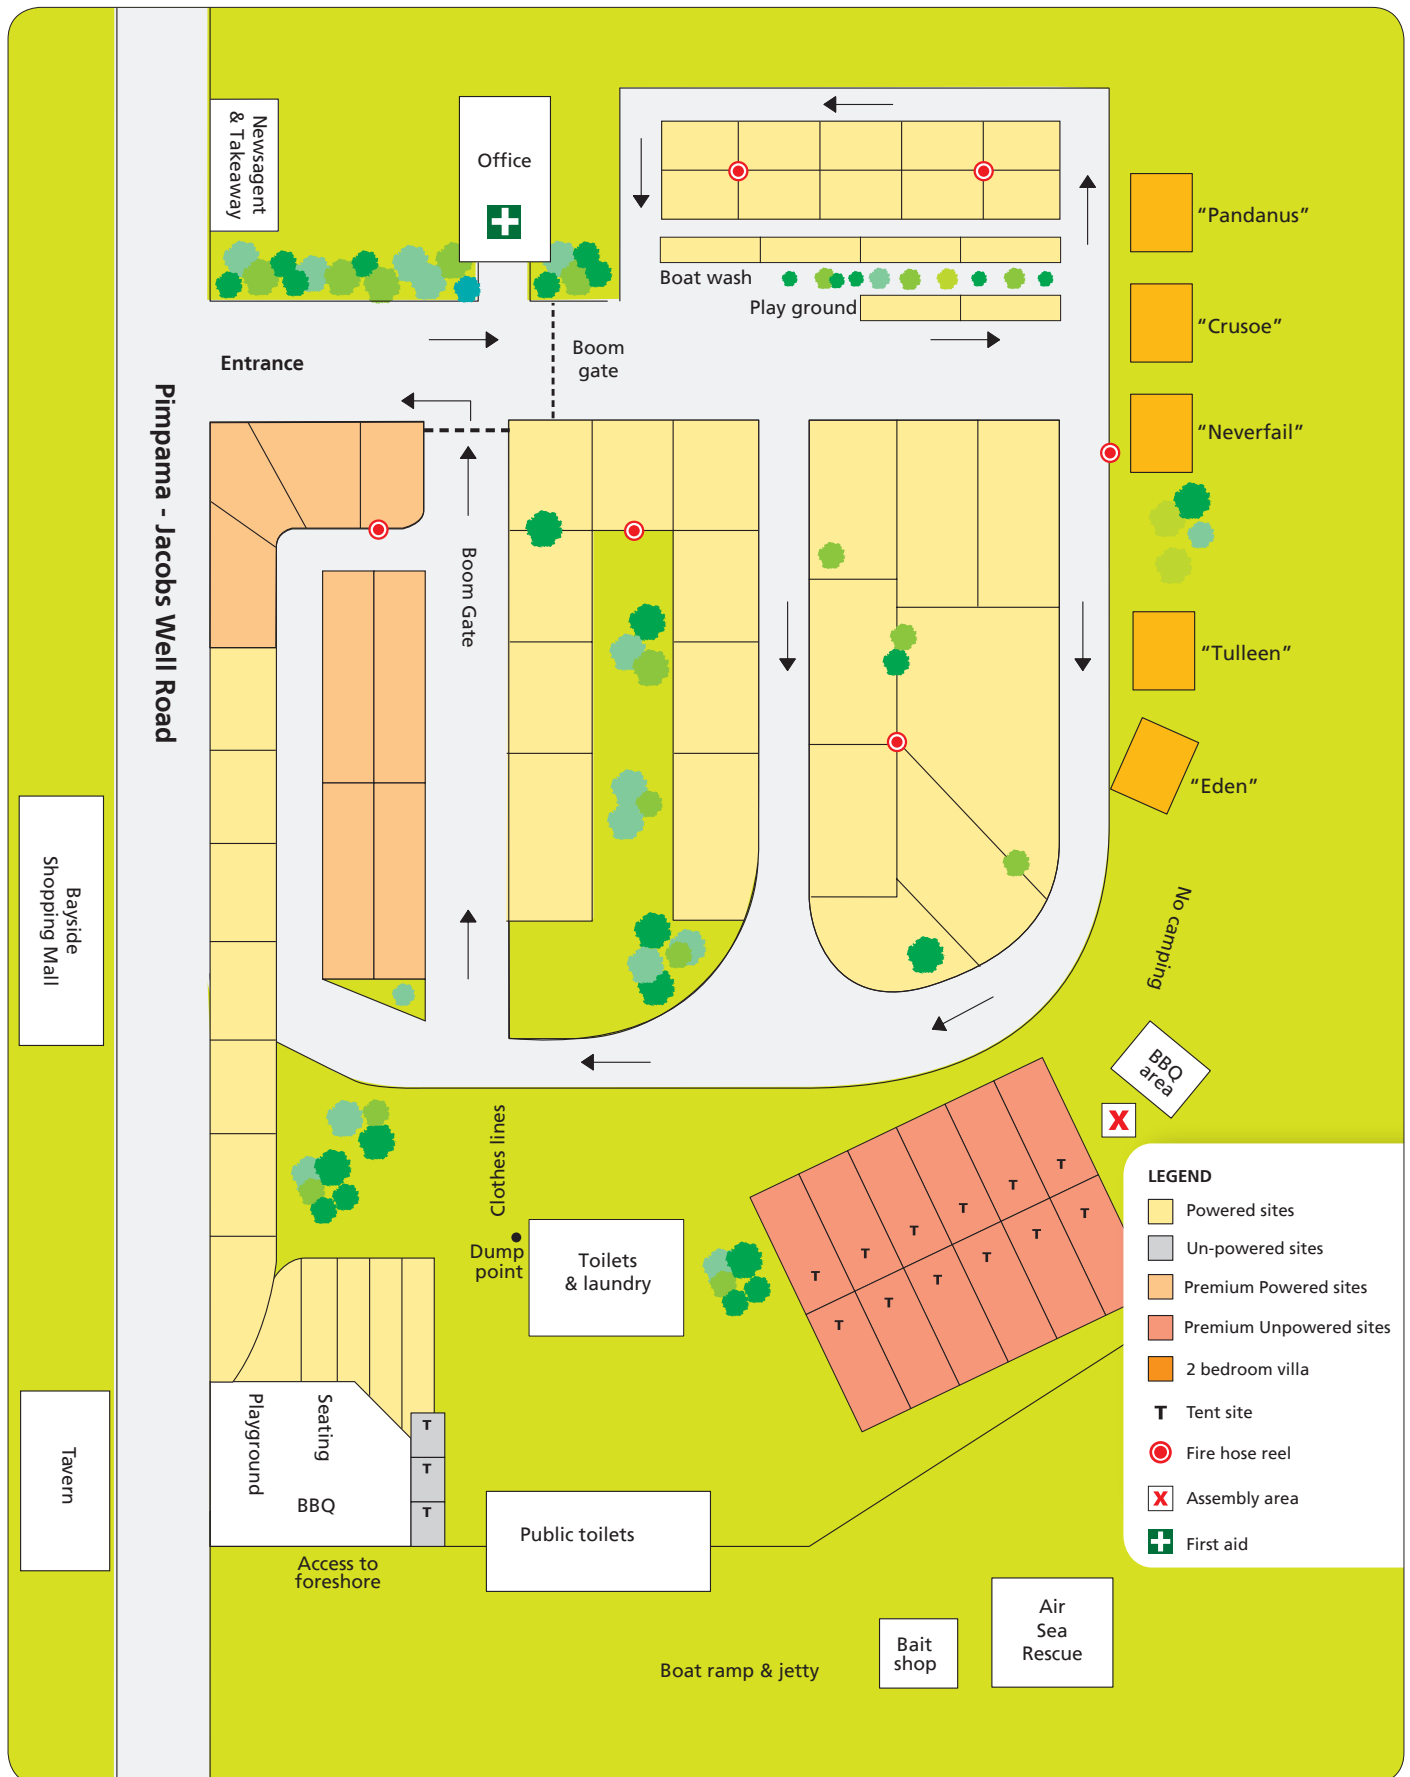 Newsagent
& Takeaway
Office
"Pandanus"
Boat wash
Play ground
"Crusoe"
Entrance
Boom
gate
"Neverfail"
Pimpama - Jacobs Well Road
Boom Gate
"Tulleen"
"Eden"
Bayside
Shopping Mall
No camping
BBQ
area
X
Clothes lines
Dump
point
Toilets
& laundry
T
T
T
T
T
T
T
T
T
T
T
T
LEGEND
Powered sites
Un-powered sites
Premium Powered sites
Premium Unpowered sites
2 bedroom villa
T Tent site
Fire hose reel
X Assembly area
First aid
Playground
Seating
BBQ
T
T
T
Tavern
Public toilets
Access to
foreshore
Boat ramp & jetty
Bait
shop
Air
Sea
Rescue